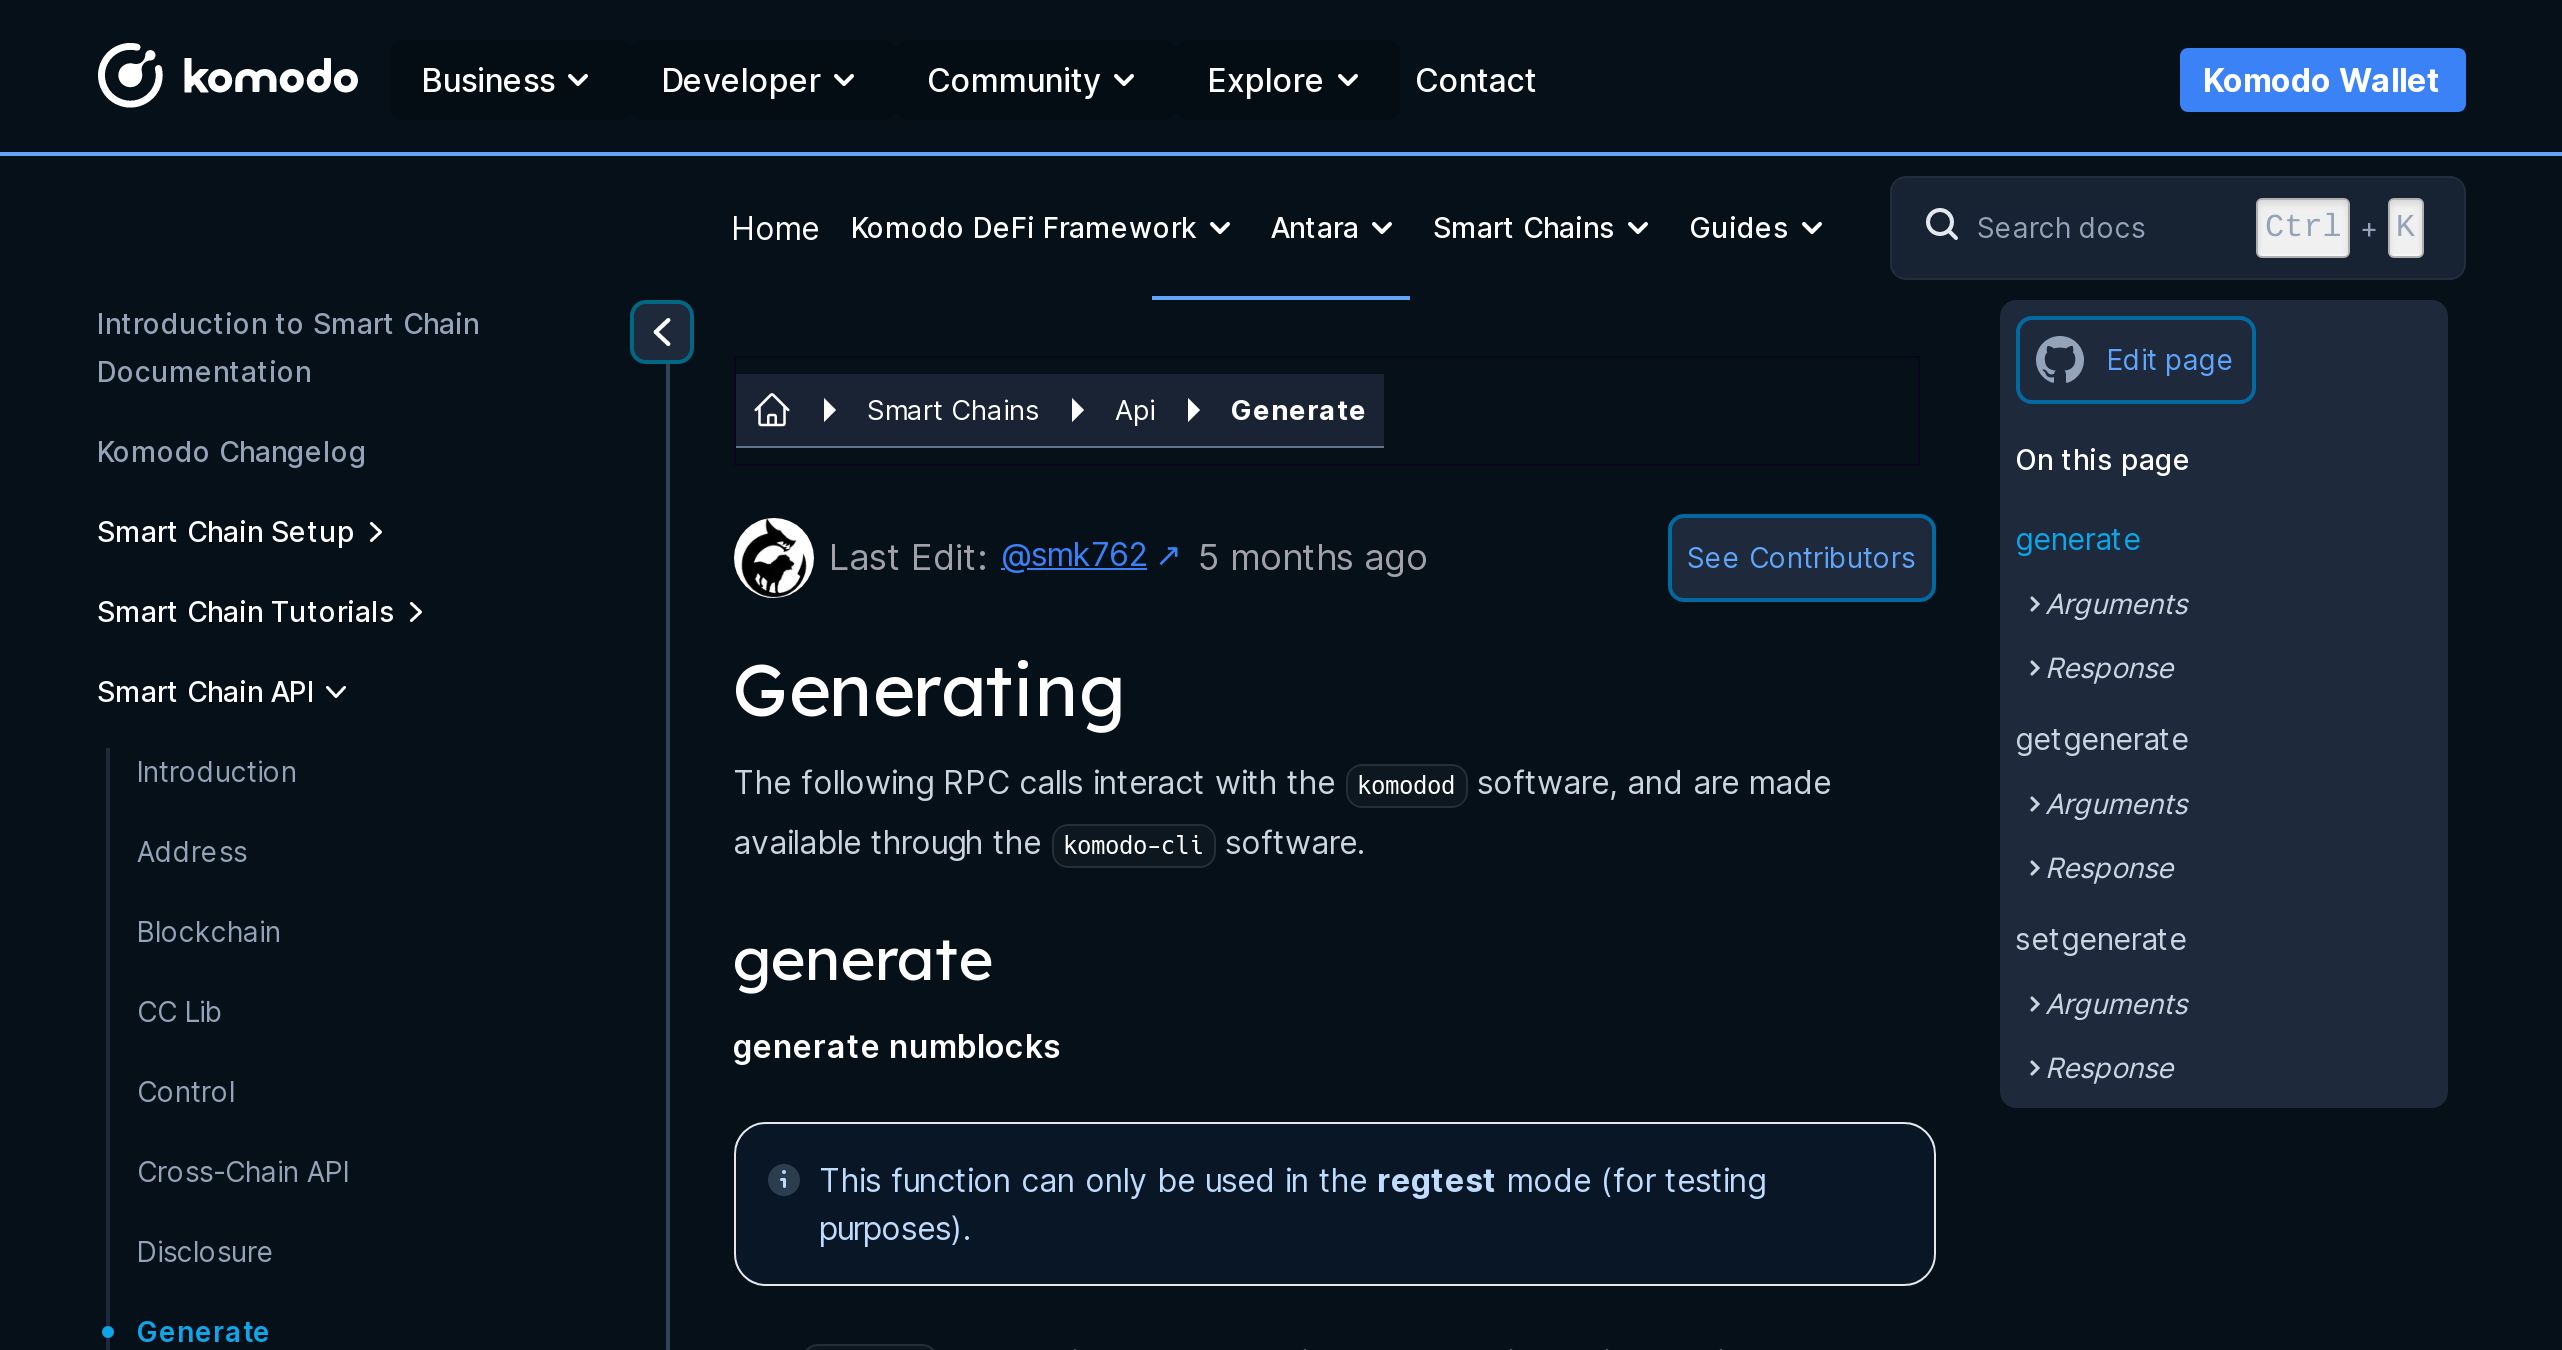 komodo
Business
Developer
Community
Explore
Contact
Komodo Wallet
Home
Komodo DeFi Framework
Antara
Smart Chains
Guides
Search docs
Ctrl + K
Introduction to Smart Chain
Documentation
Komodo Changelog
Smart Chain Setup
Smart Chain Tutorials
Smart Chain API
Introduction
Address
Blockchain
CC Lib
Control
Cross-Chain API
Disclosure
Generate
Smart Chains
Api
Generate
Last Edit: @smk762 ↗ 5 months ago
See Contributors
Generating
The following RPC calls interact with the komodod software, and are made
available through the komodo-cli software.
generate
generate numblocks
This function can only be used in the regtest mode (for testing
purposes).
Edit page
On this page
generate
Arguments
Response
getgenerate
Arguments
Response
setgenerate
Arguments
Response